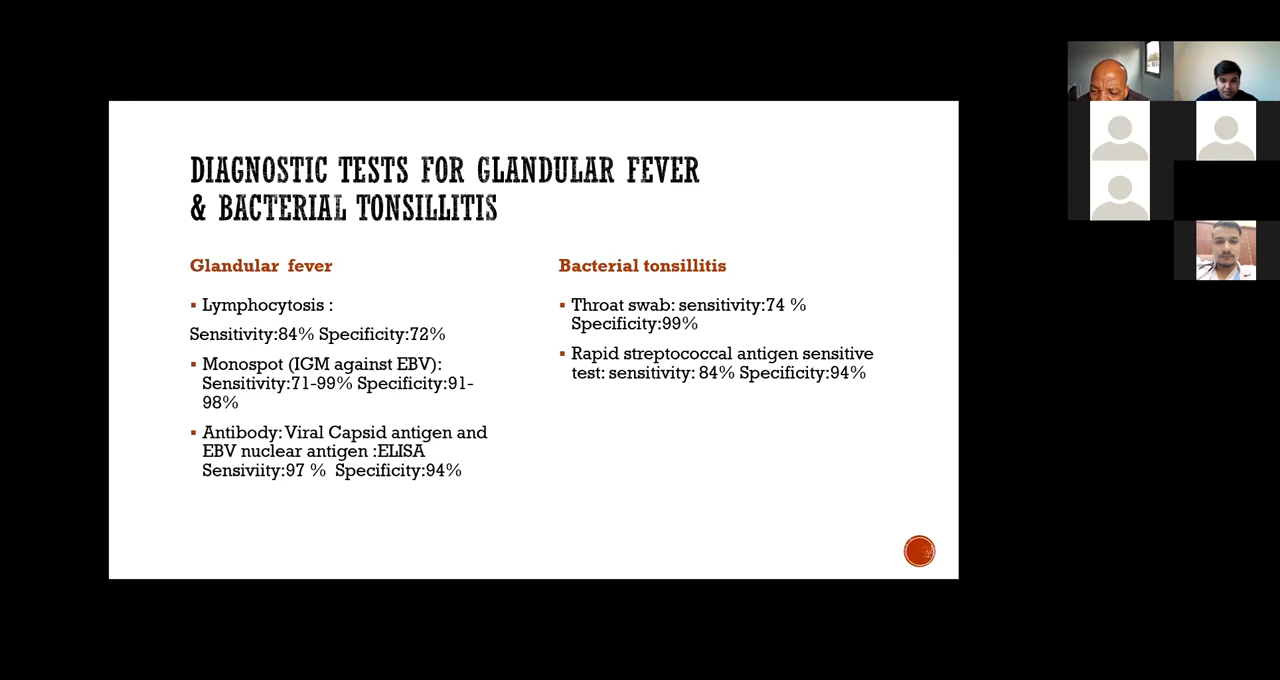 DIAGNOSTIC TESTS FOR GLANDULAR FEVER
& BACTERIAL TONSILLITIS
Glandular fever
▪ Lymphocytosis :
Sensitivity:84% Specificity:72%
▪ Monospot (IGM against EBV):
Sensitivity:71-99% Specificity:91-
98%
▪ Antibody: Viral Capsid antigen and
EBV nuclear antigen :ELISA
Sensiviity:97 % Specificity:94%
Bacterial tonsillitis
▪ Throat swab: sensitivity:74 %
Specificity:99%
▪ Rapid streptococcal antigen sensitive
test: sensitivity: 84% Specificity:94%